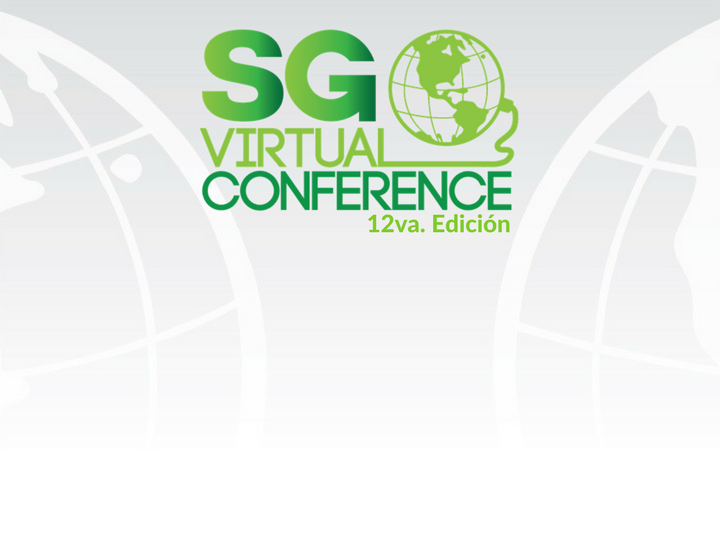 SG
VIRTUAL
CONFERENCE
12va. Edición